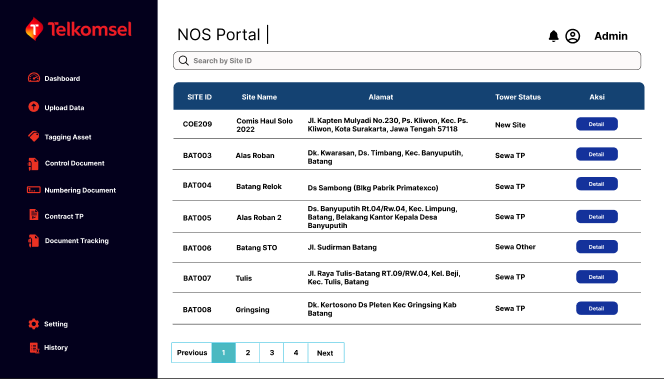 Telkomsel
Dashboard
Upload Data
Tagging Asset
Control Document
Numbering Document
Contract TP
Document Tracking
Setting
History
NOS Portal |
Admin
Search by Site ID
SITE ID Site Name Alamat Tower Status Aksi
COE209 Comis Haul Solo 2022 Jl. Kapten Mulyadi No.230, Ps. Kliwon, Kec. Ps. Kliwon, Kota Surakarta, Jawa Tengah 57118 New Site Detail
BAT003 Alas Roban Dk. Kwarasan, Ds. Timbang, Kec. Banyuputih, Batang Sewa TP Detail
BAT004 Batang Relok Ds Sambong (Blkg Pabrik Primatexco) Sewa TP Detail
BAT005 Alas Roban 2 Ds. Banyuputih Rt.04/Rw.04, Kec. Limpung, Batang, Belakang Kantor Kepala Desa Banyuputih Sewa TP Detail
BAT006 Batang STO Jl. Sudirman Batang Sewa Other Detail
BAT007 Tulis Jl. Raya Tulis-Batang RT.09/RW.04, Kel. Beji, Kec. Tulis, Batang Sewa TP Detail
BAT008 Gringsing Dk. Kertosono Ds Pleten Kec Gringsing Kab Batang Sewa TP Detail
Previous 1 2 3 4 Next